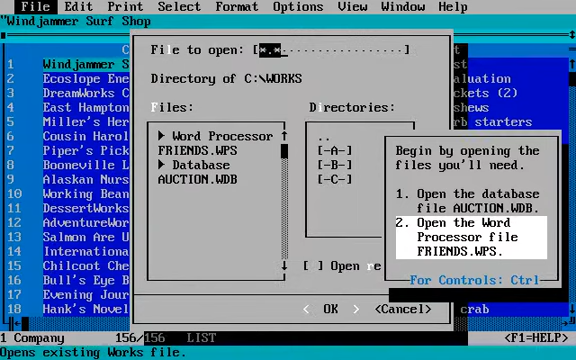 File Edit Print Select Format Options View Window Help
"Windjammer Surf Shop
File to open: [*.*
Directory of C:\WORKS
Files:
Directories:
Word Processor
FRIENDS.WPS
Database
AUCTION.WDB
..
[-A-]
[-B-]
[-C-]
[ ] Open re
< OK > <Cancel>
Begin by opening the
files you'll need.
1. Open the database
file AUCTION.WDB.
2. Open the Word
Processor file
FRIENDS.WPS.
For Controls: Ctrl
C
1 Windjammer S
2 Ecoslope Ene
3 DreamWorks C
4 East Hampton
5 Miller's Her
6 Cousin Harol
7 Piper's Pick
8 Booneville L
9 Alaskan Nurs
10 Working Bean
11 DessertWorks
12 AdventureWor
13 Salmon Are U
14 Internationa
15 Chilcoot Che
16 Bull's Eye B
17 Evening Jour
18 Hank's Novel
t
st
aluation
ckets (2)
shews
rb starters
crab
1 Company 156/156 LIST <F1=HELP>
Opens existing Works file.